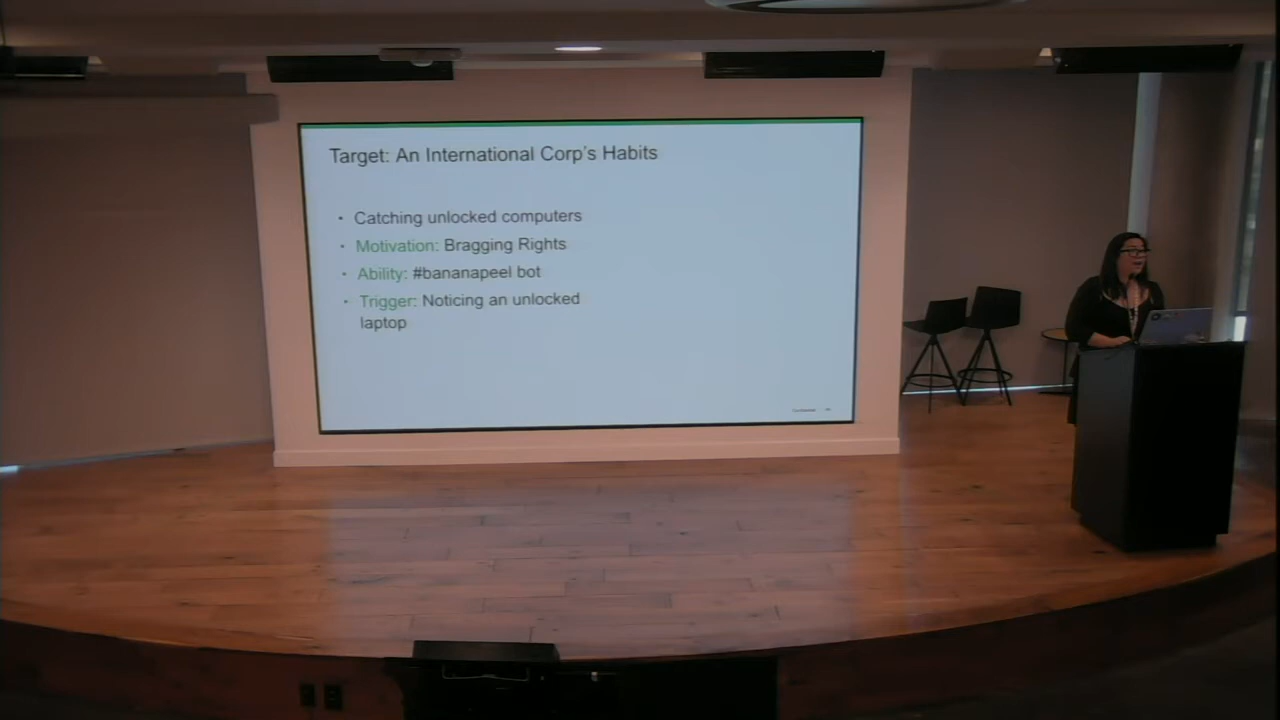 Target: An International Corp's Habits
• Catching unlocked computers
• Motivation: Bragging Rights
• Ability: #bananapeel bot
• Trigger: Noticing an unlocked
laptop